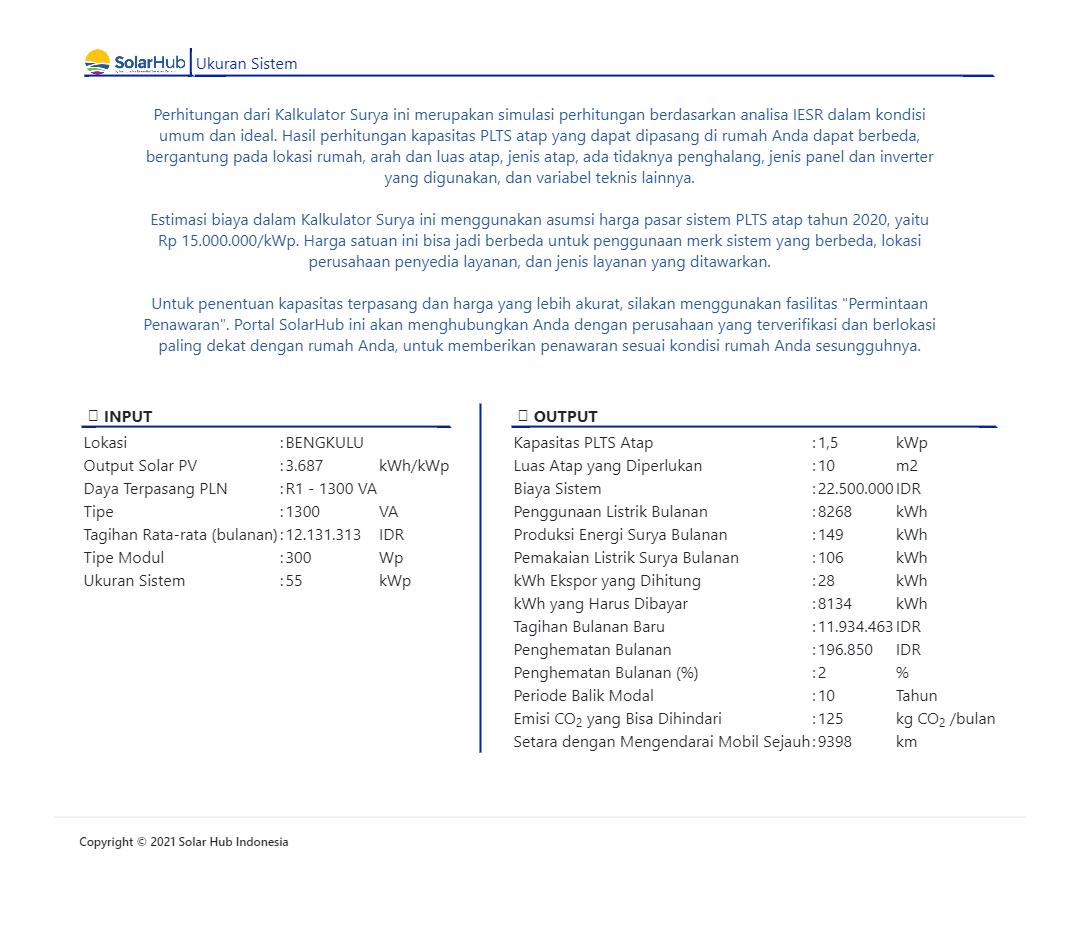 SolarHub Ukuran Sistem
Perhitungan dari Kalkulator Surya ini merupakan simulasi perhitungan berdasarkan analisa IESR dalam kondisi
umum dan ideal. Hasil perhitungan kapasitas PLTS atap yang dapat dipasang di rumah Anda dapat berbeda,
bergantung pada lokasi rumah, arah dan luas atap, jenis atap, ada tidaknya penghalang, jenis panel dan inverter
yang digunakan, dan variabel teknis lainnya.
Estimasi biaya dalam Kalkulator Surya ini menggunakan asumsi harga pasar sistem PLTS atap tahun 2020, yaitu
Rp 15.000.000/kWp. Harga satuan ini bisa jadi berbeda untuk penggunaan merk sistem yang berbeda, lokasi
perusahaan penyedia layanan, dan jenis layanan yang ditawarkan.
Untuk penentuan kapasitas terpasang dan harga yang lebih akurat, silakan menggunakan fasilitas "Permintaan
Penawaran". Portal SolarHub ini akan menghubungkan Anda dengan perusahaan yang terverifikasi dan berlokasi
paling dekat dengan rumah Anda, untuk memberikan penawaran sesuai kondisi rumah Anda sesungguhnya.
INPUT
Lokasi : BENGKULU
Output Solar PV : 3.687 kWh/kWp
Daya Terpasang PLN : R1 - 1300 VA
Tipe : 1300 VA
Tagihan Rata-rata (bulanan) : 12.131.313 IDR
Tipe Modul : 300 Wp
Ukuran Sistem : 55 kWp
OUTPUT
Kapasitas PLTS Atap : 1,5 kWp
Luas Atap yang Diperlukan : 10 m2
Biaya Sistem : 22.500.000 IDR
Penggunaan Listrik Bulanan : 8268 kWh
Produksi Energi Surya Bulanan : 149 kWh
Pemakaian Listrik Surya Bulanan : 106 kWh
kWh Ekspor yang Dihitung : 28 kWh
kWh yang Harus Dibayar : 8134 kWh
Tagihan Bulanan Baru : 11.934.463 IDR
Penghematan Bulanan : 196.850 IDR
Penghematan Bulanan (%) : 2 %
Periode Balik Modal : 10 Tahun
Emisi CO₂ yang Bisa Dihindari : 125 kg CO₂ /bulan
Setara dengan Mengendarai Mobil Sejauh : 9398 km
Copyright © 2021 Solar Hub Indonesia